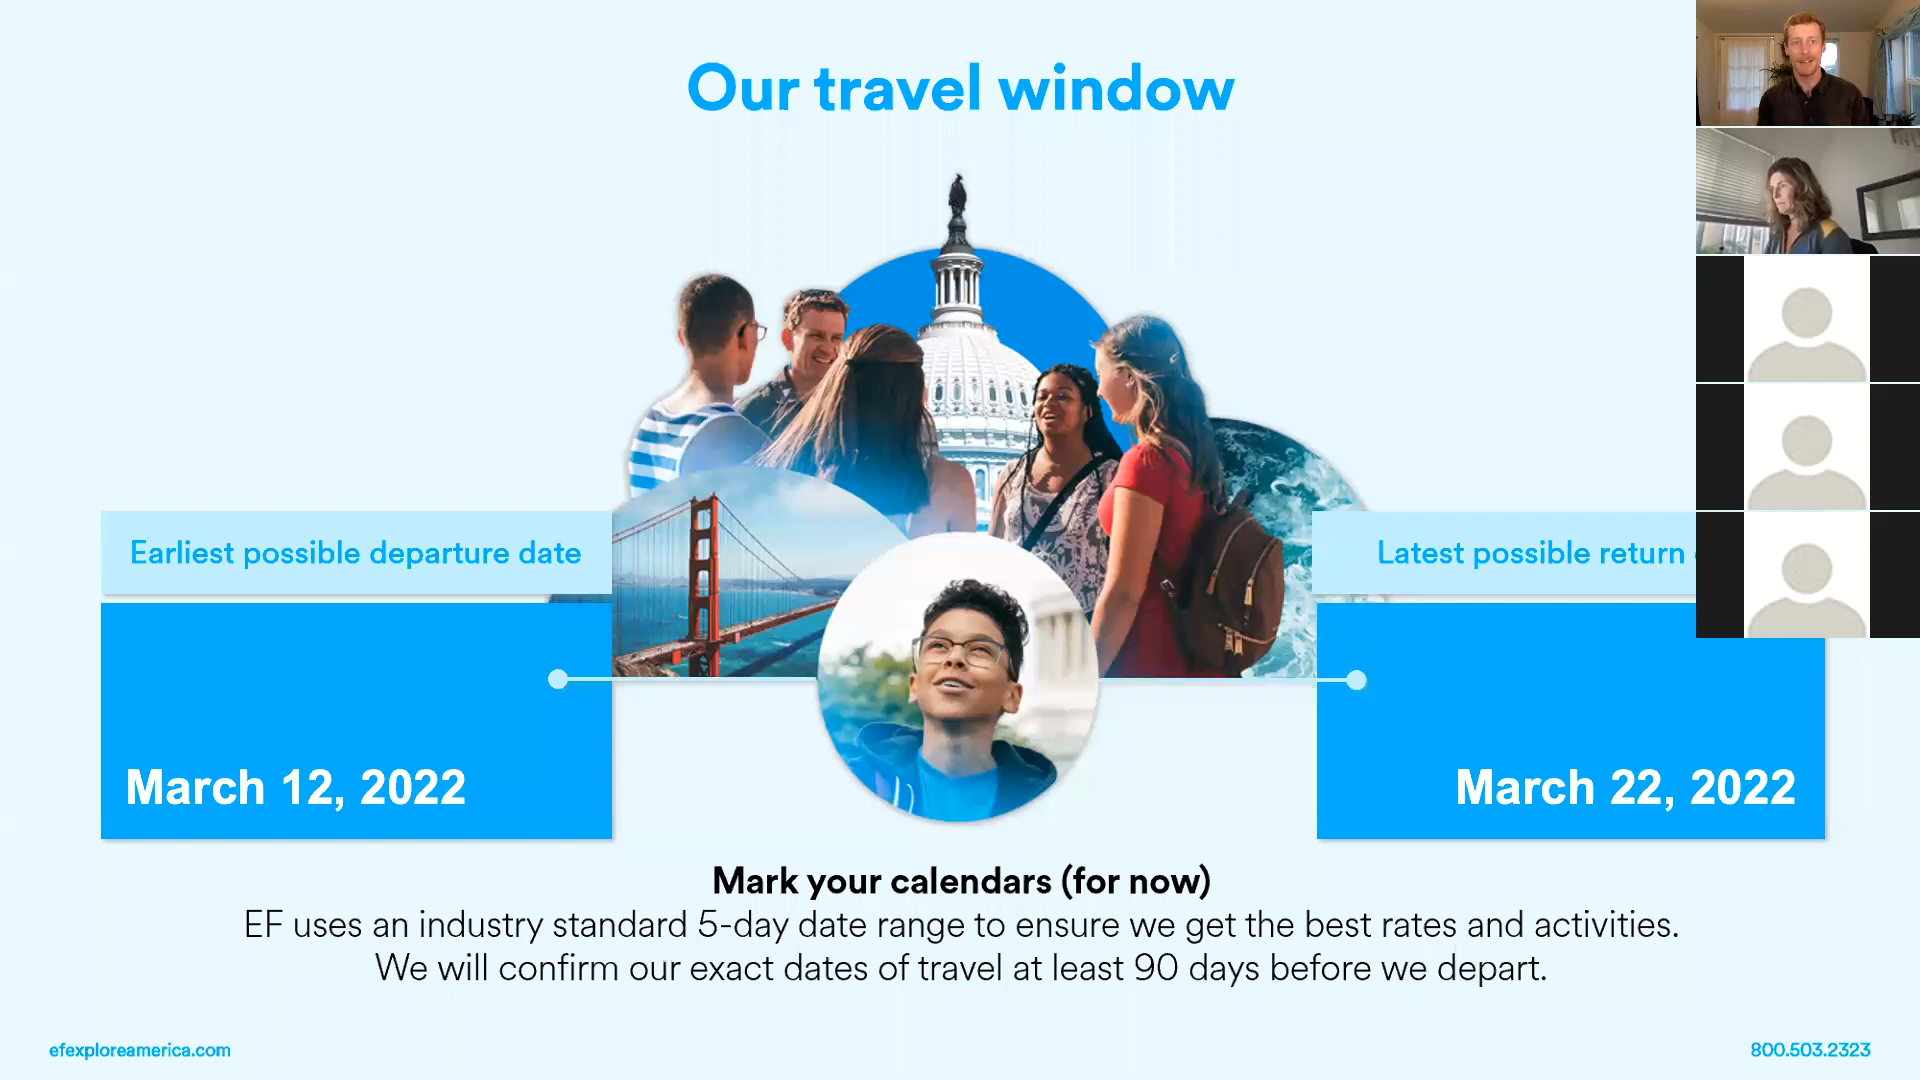 Our travel window
Earliest possible departure date
Latest possible return
March 12, 2022
March 22, 2022
Mark your calendars (for now)
EF uses an industry standard 5-day date range to ensure we get the best rates and activities.
We will confirm our exact dates of travel at least 90 days before we depart.
efexploreamerica.com
800.503.2323